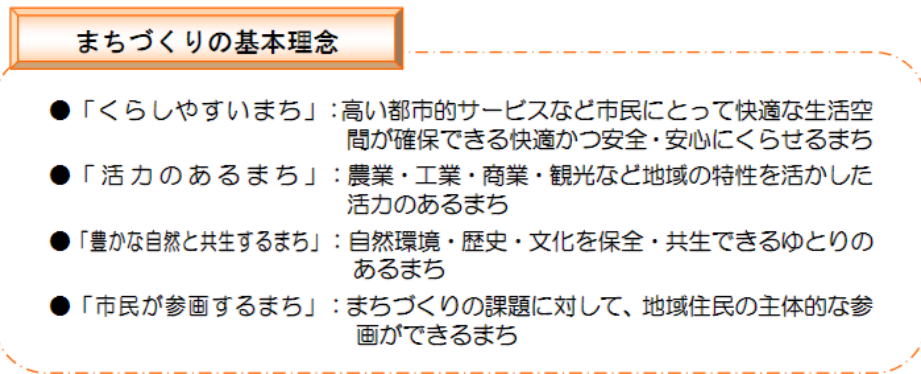 まちづくりの基本理念
●「くらしやすいまち」：高い都市的サービスなど市民にとって快適な生活空
間が確保できる快適かつ安全・安心にくらせるまち
●「活力のあるまち」：農業・工業・商業・観光など地域の特性を活かした
活力のあるまち
●「豊かな自然と共生するまち」：自然環境・歴史・文化を保全・共生できるゆとりの
あるまち
●「市民が参画するまち」：まちづくりの課題に対して、地域住民の主体的な参
画ができるまち